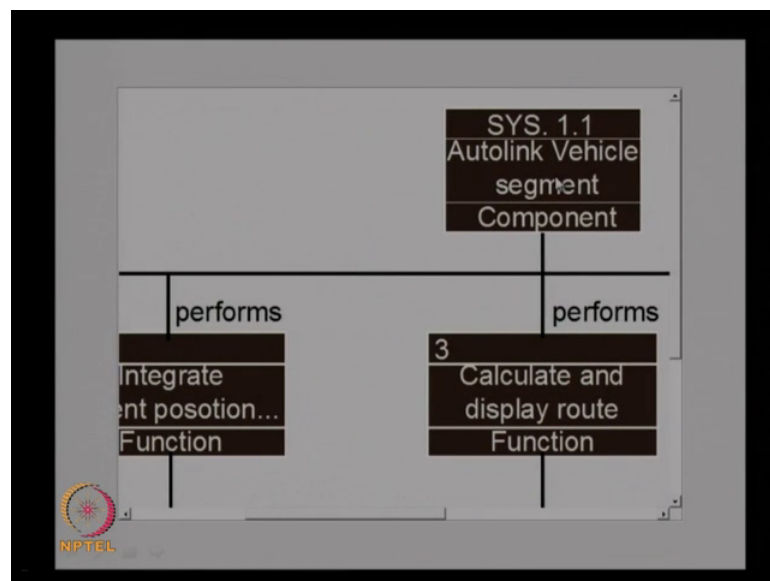 SYS. 1.1
Autolink Vehicle
segment
Component
performs
performs
Integrate
ent posotion...
Function
3
Calculate and
display route
Function
NPTEL